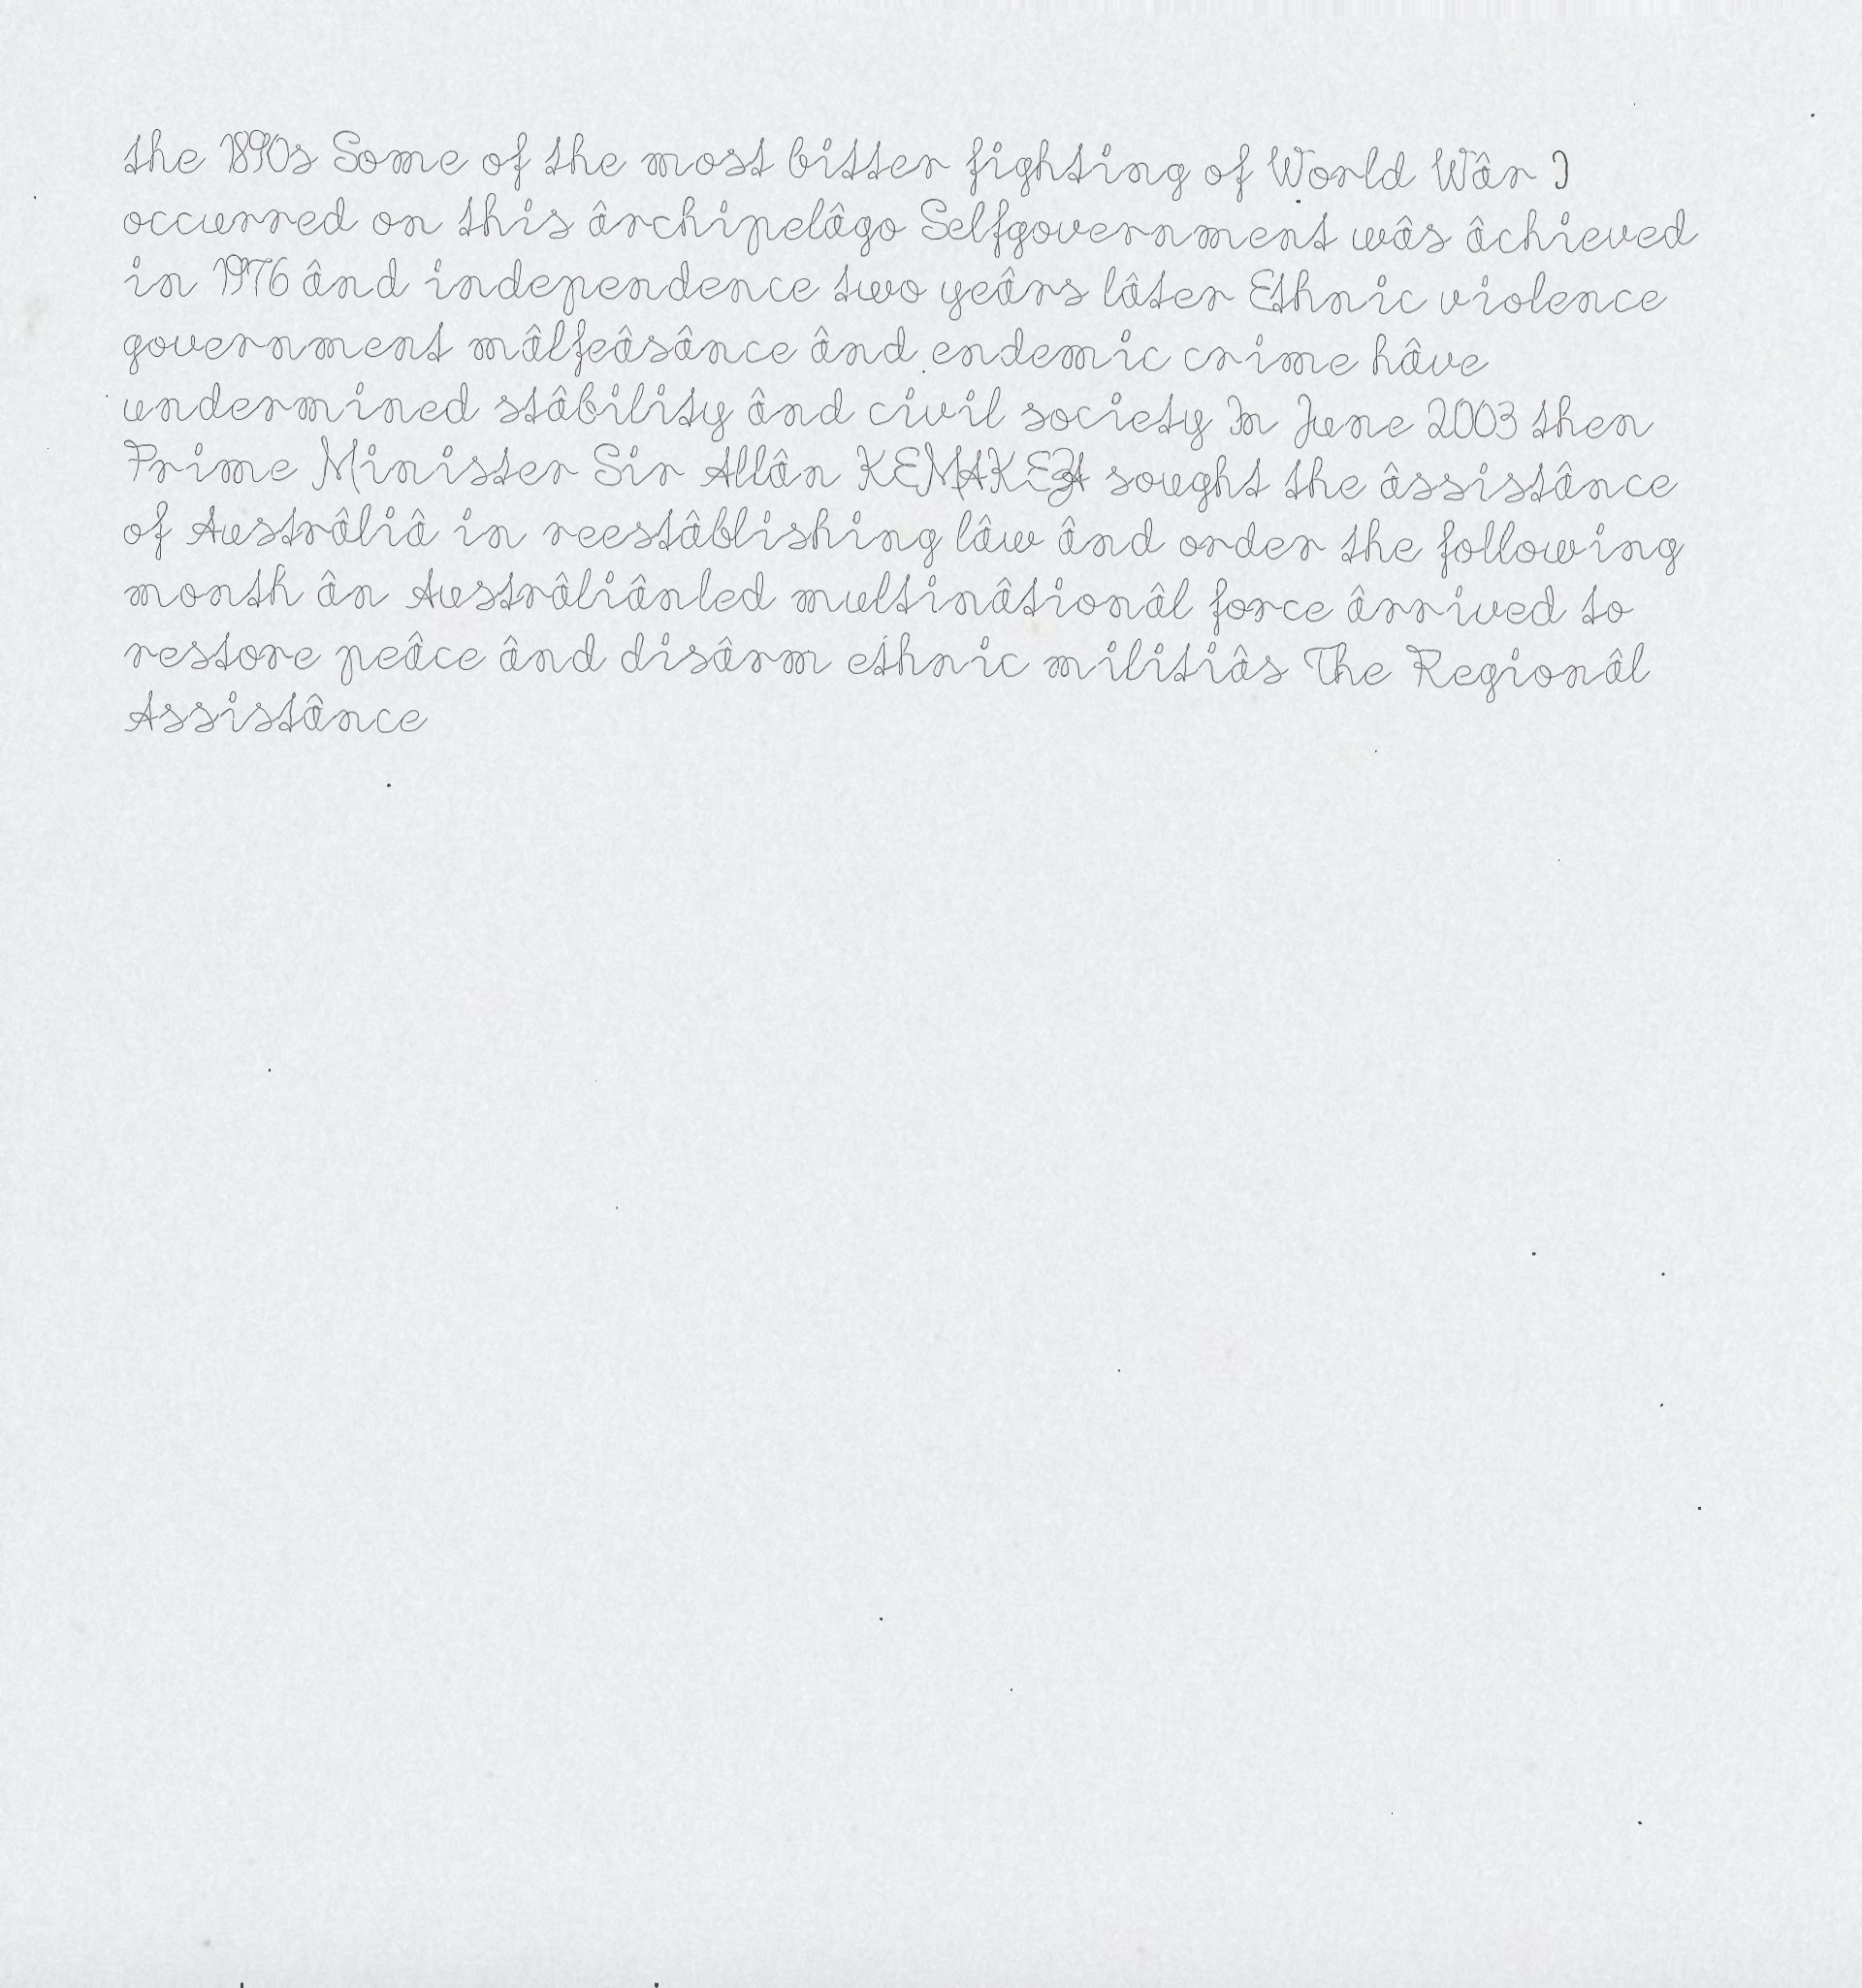 the 1890s Some of the most bitter fighting of World Wâr I
occurred on this ârchipelâgo Selfgovernment wâs âchieved
in 1976 ând independence two yeârs lâter Ethnic violence
government mâlfeâsânce ând endemic crime hâve
undermined stâbility ând civil society In June 2003 then
Prime Minister Sir Allân KEMAKEZA sought the âssistânce
of Austrâliâ in reestâblishing lâw ând order the following
month ân Austrâliânled multinâtionâl force ârrived to
restore peâce ând disârm ethnic militiâs The Regionâl
Assistânce